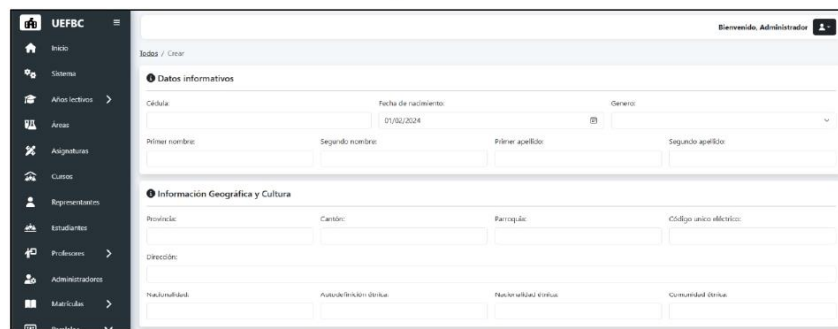 UEFBC
Bienvenido, Administrador
Inicio
Sistema
Años lectivos
Áreas
Asignaturas
Cursos
Representantes
Estudiantes
Profesores
Administradores
Matrículas
Todos / Crear
Datos informativos
Cédula: Fecha de nacimiento: Genero:
01/02/2024
Primer nombre: Segundo nombre: Primer apellido: Segundo apellido:
Información Geográfica y Cultura
Provincia: Cantón: Parroquia: Código unico eléctrico:
Dirección:
Nacionalidad: Autodefinición étnica: Nacionalidad étnica: Comunidad étnica: